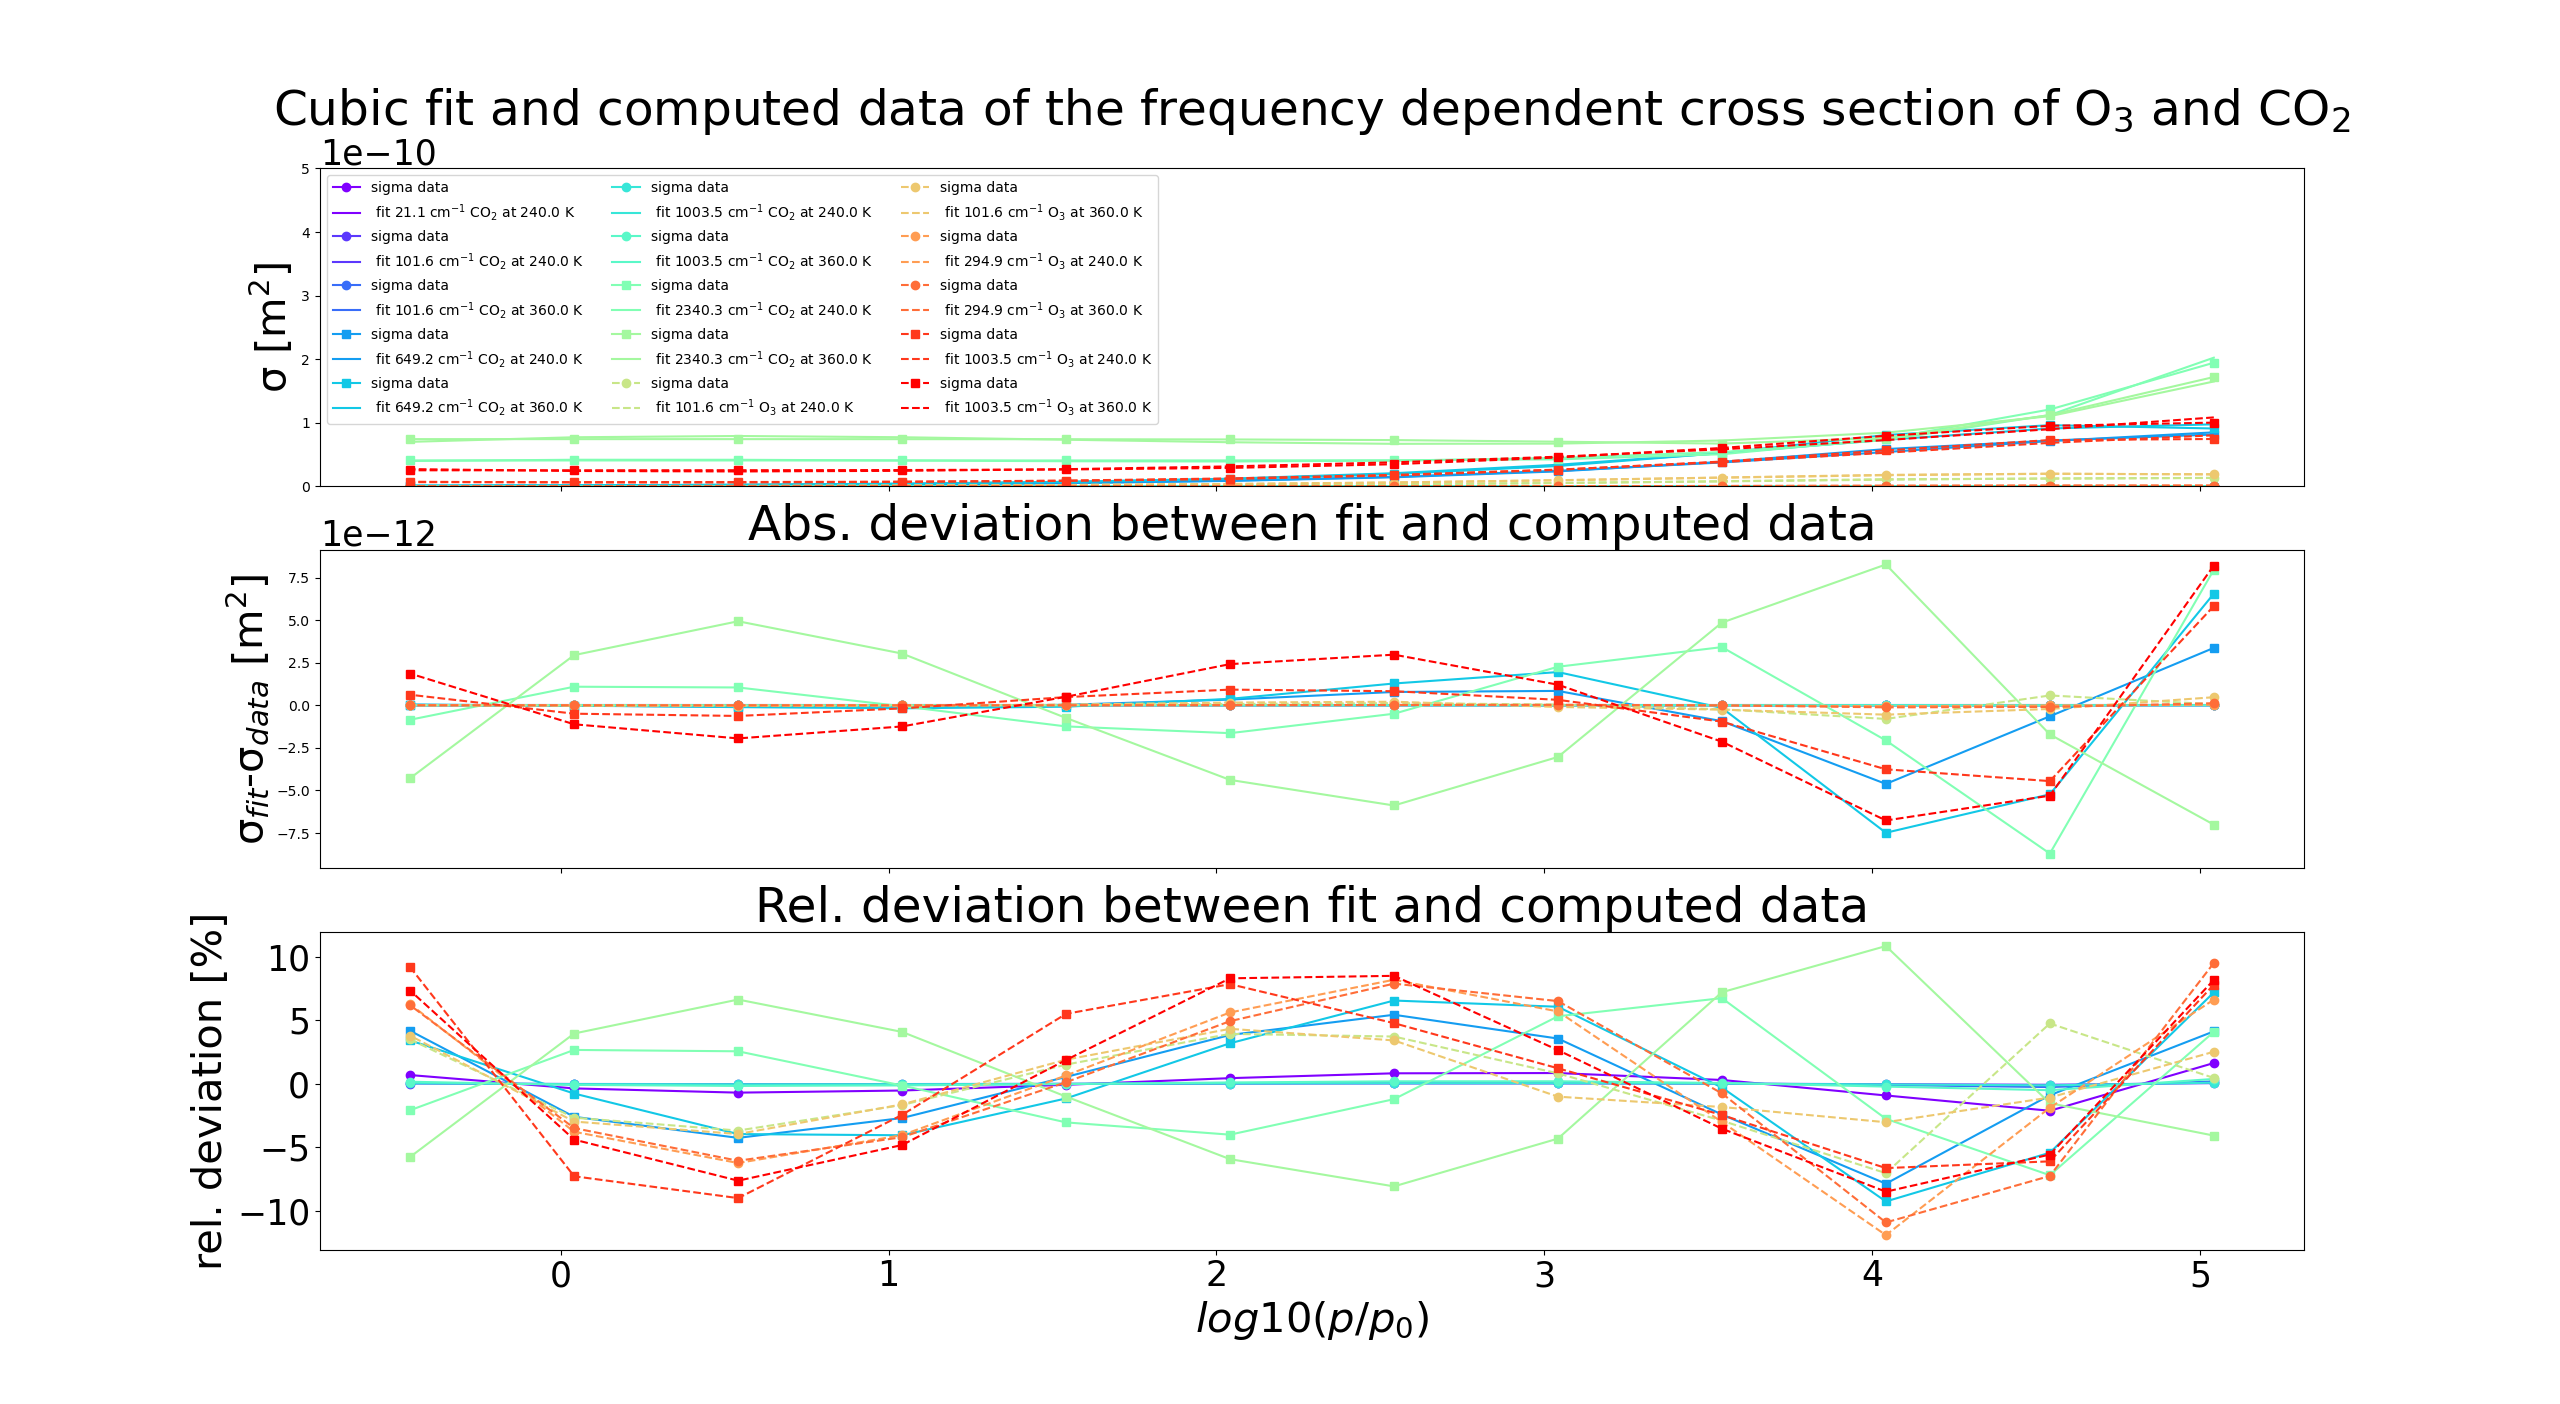 Cubic fit and computed data of the frequency dependent cross section of O₃ and CO₂
1e−10
σ [m²]
5
4
3
2
1
0
sigma data
fit 21.1 cm⁻¹ CO₂ at 240.0 K
sigma data
fit 101.6 cm⁻¹ CO₂ at 240.0 K
sigma data
fit 101.6 cm⁻¹ CO₂ at 360.0 K
sigma data
fit 649.2 cm⁻¹ CO₂ at 240.0 K
sigma data
fit 649.2 cm⁻¹ CO₂ at 360.0 K
sigma data
fit 1003.5 cm⁻¹ CO₂ at 240.0 K
sigma data
fit 1003.5 cm⁻¹ CO₂ at 360.0 K
sigma data
fit 2340.3 cm⁻¹ CO₂ at 240.0 K
sigma data
fit 2340.3 cm⁻¹ CO₂ at 360.0 K
sigma data
fit 101.6 cm⁻¹ O₃ at 240.0 K
sigma data
fit 101.6 cm⁻¹ O₃ at 360.0 K
sigma data
fit 294.9 cm⁻¹ O₃ at 240.0 K
sigma data
fit 294.9 cm⁻¹ O₃ at 360.0 K
sigma data
fit 1003.5 cm⁻¹ O₃ at 240.0 K
sigma data
fit 1003.5 cm⁻¹ O₃ at 360.0 K
Abs. deviation between fit and computed data
1e−12
σfit-σdata [m²]
7.5
5.0
2.5
0.0
−2.5
−5.0
−7.5
Rel. deviation between fit and computed data
rel. deviation [%]
10
5
0
−5
−10
0 1 2 3 4 5
log10(p/p₀)